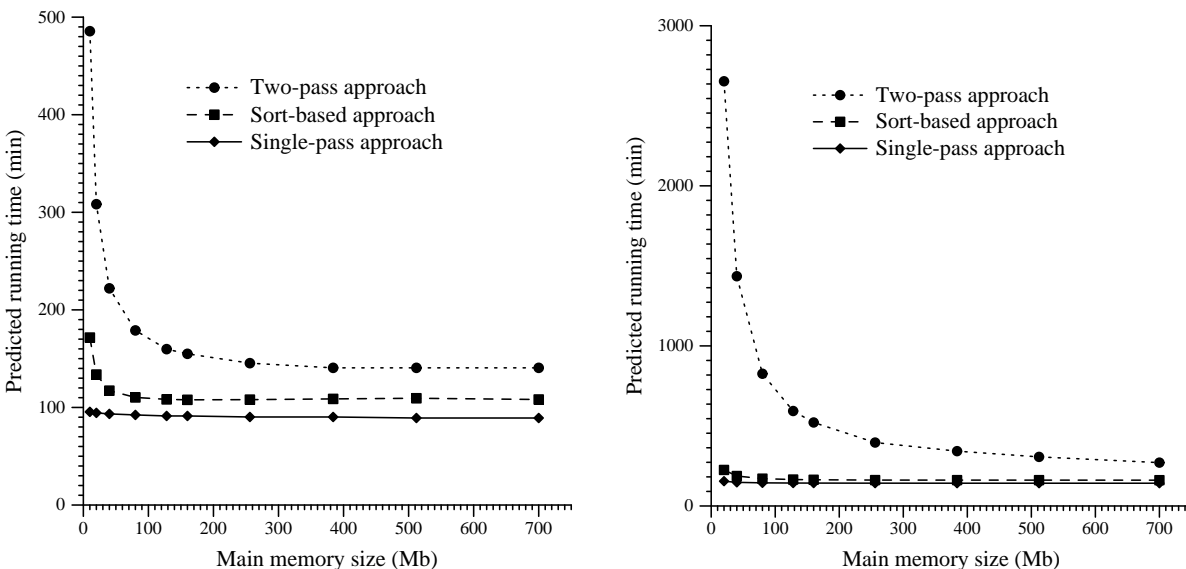 500
400
300
200
100
0
Predicted running time (min)
Two-pass approach
Sort-based approach
Single-pass approach
0 100 200 300 400 500 600 700
Main memory size (Mb)
3000
2000
1000
0
Predicted running time (min)
Two-pass approach
Sort-based approach
Single-pass approach
0 100 200 300 400 500 600 700
Main memory size (Mb)